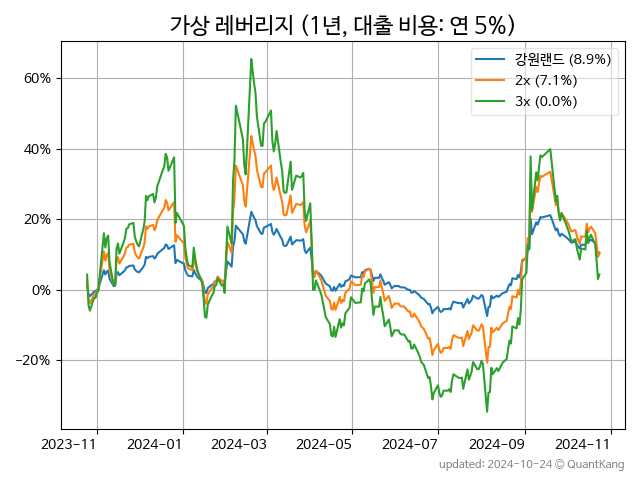 가상 레버리지 (1년, 대출 비용: 연 5%)
강원랜드 (8.9%)
2x (7.1%)
3x (0.0%)
60%
40%
20%
0%
−20%
2023-11
2024-01
2024-03
2024-05
2024-07
2024-09
2024-11
updated: 2024-10-24 © QuantKang